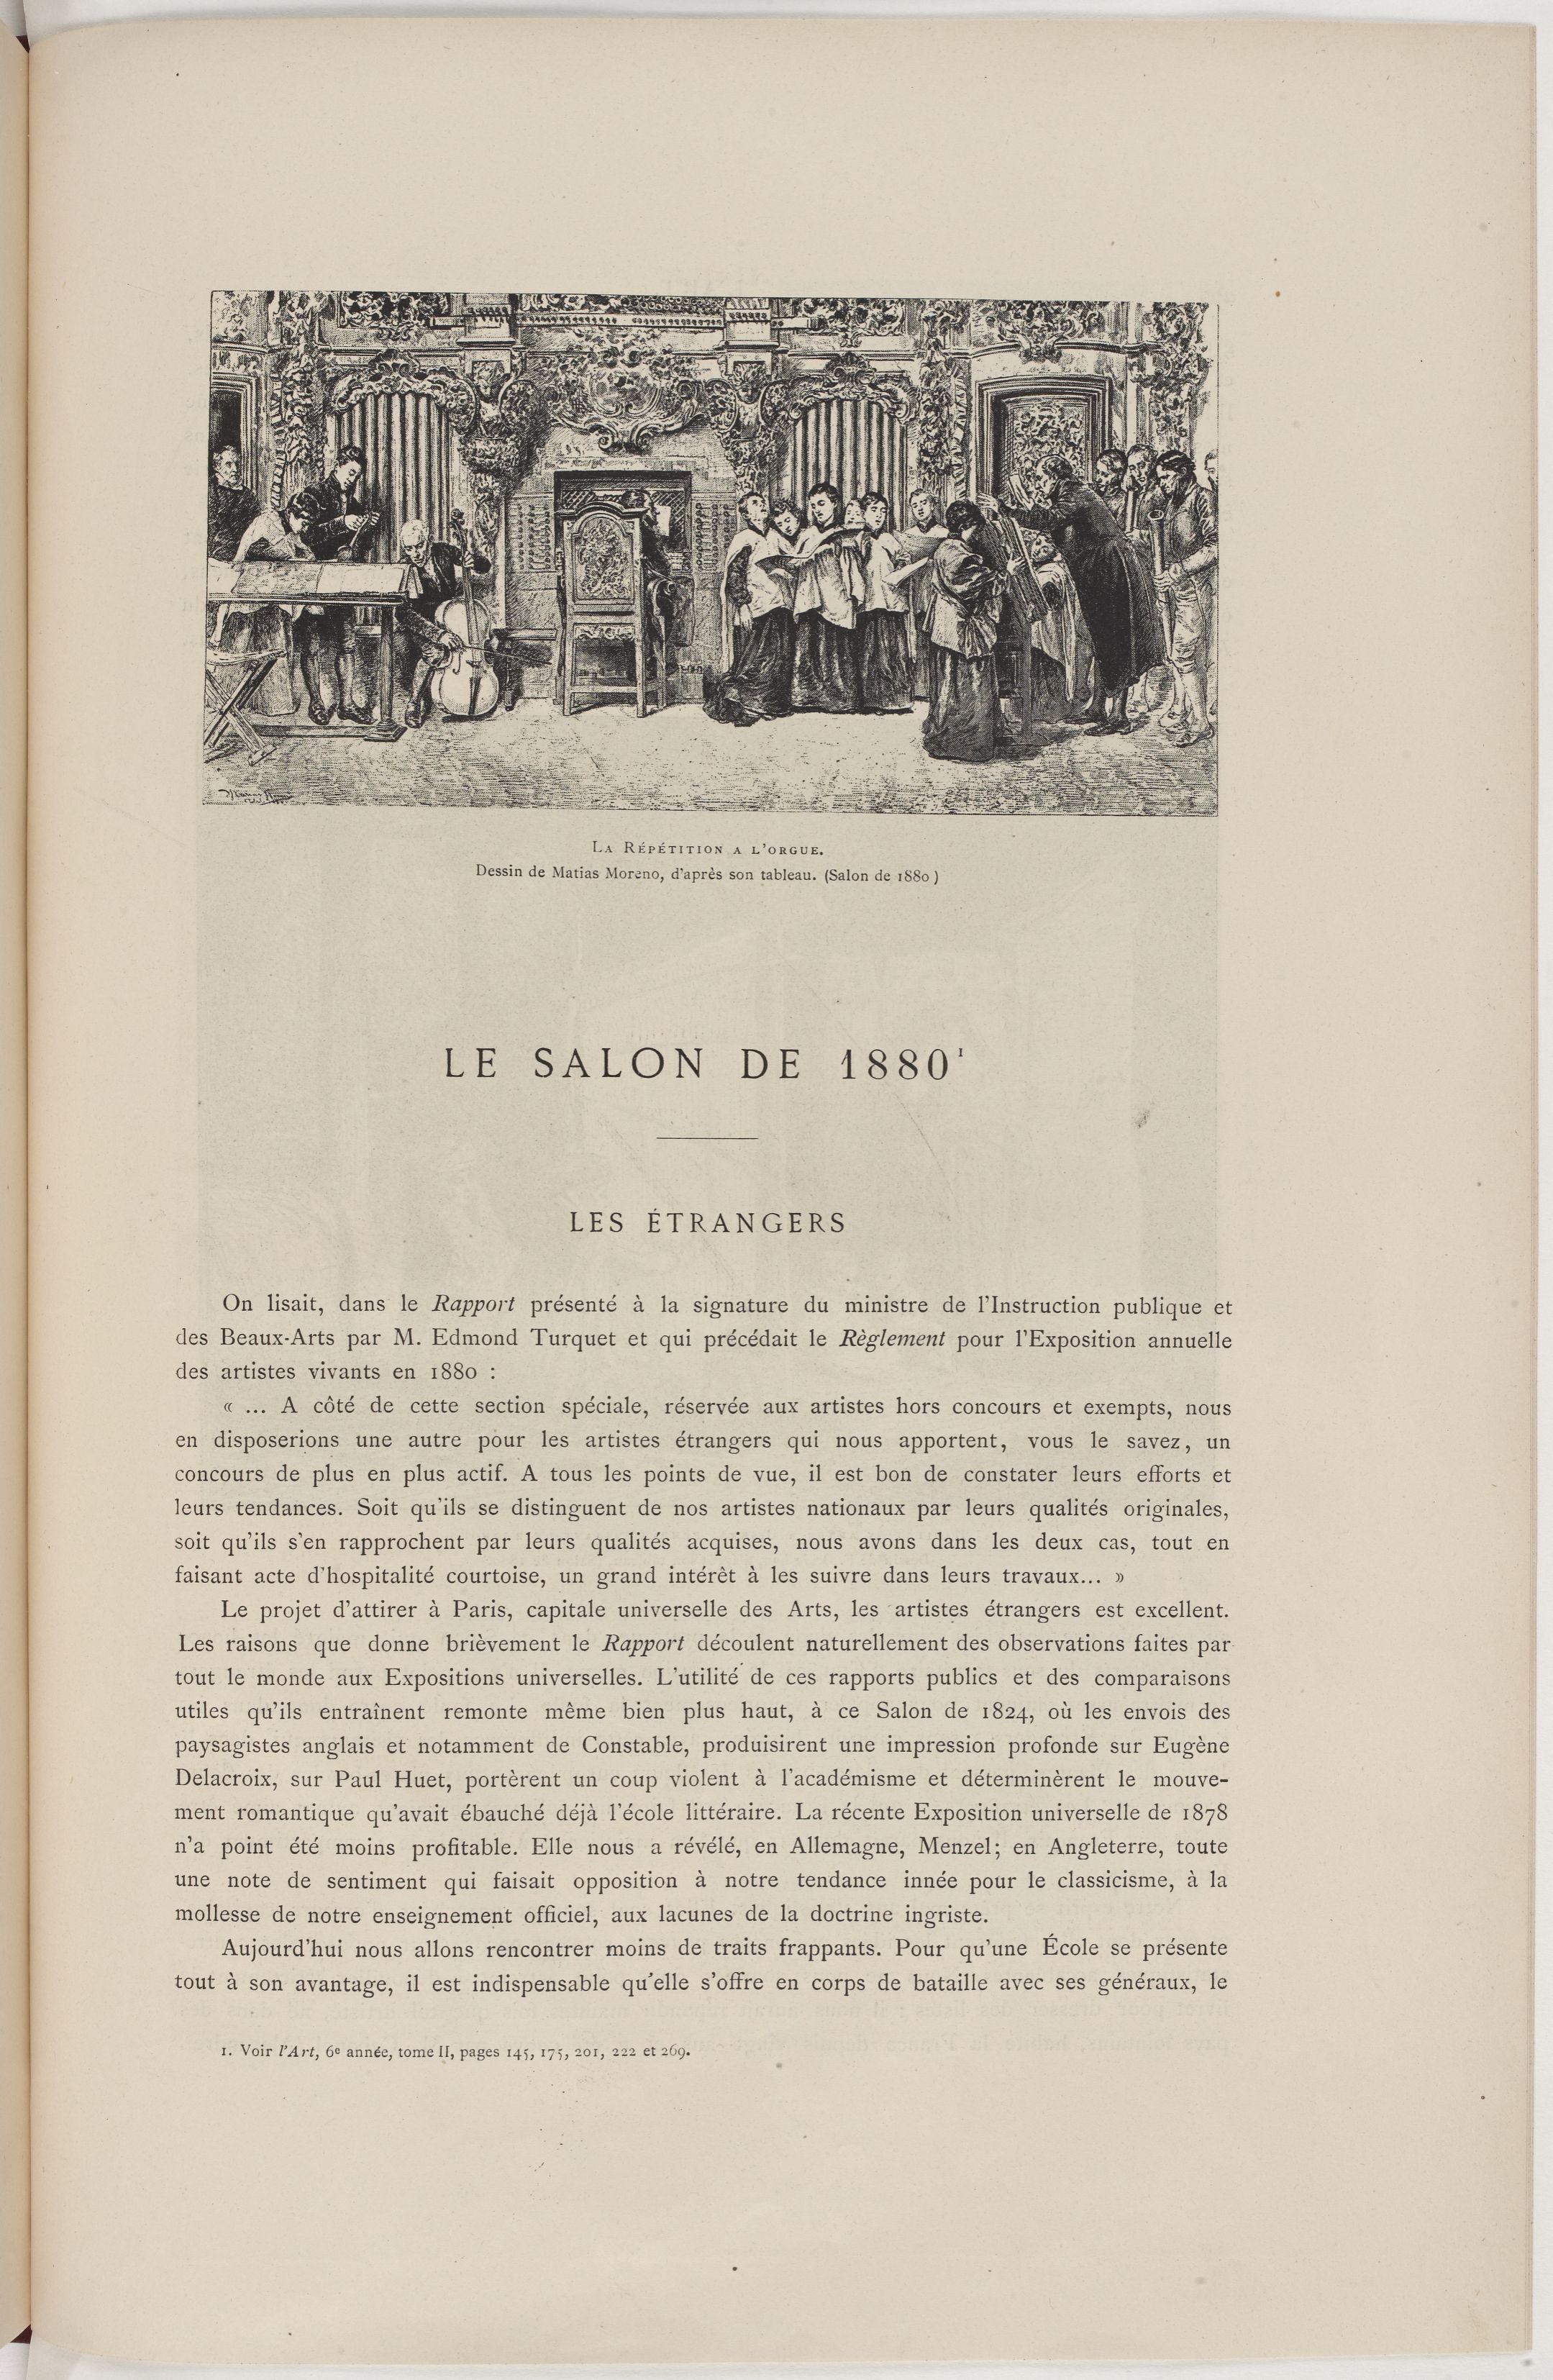 La Répétition a l'orgue.
Dessin de Matias Moreno, d'après son tableau. (Salon de 1880)
LE SALON DE 1880¹
LES ÉTRANGERS
On lisait, dans le Rapport présenté à la signature du ministre de l'Instruction publique et
des Beaux-Arts par M. Edmond Turquet et qui précédait le Règlement pour l'Exposition annuelle
des artistes vivants en 1880 :
« ... A côté de cette section spéciale, réservée aux artistes hors concours et exempts, nous
en disposerions une autre pour les artistes étrangers qui nous apportent, vous le savez, un
concours de plus en plus actif. A tous les points de vue, il est bon de constater leurs efforts et
leurs tendances. Soit qu'ils se distinguent de nos artistes nationaux par leurs qualités originales,
soit qu'ils s'en rapprochent par leurs qualités acquises, nous avons dans les deux cas, tout en
faisant acte d'hospitalité courtoise, un grand intérêt à les suivre dans leurs travaux... »
Le projet d'attirer à Paris, capitale universelle des Arts, les artistes étrangers est excellent.
Les raisons que donne brièvement le Rapport découlent naturellement des observations faites par
tout le monde aux Expositions universelles. L'utilité de ces rapports publics et des comparaisons
utiles qu'ils entraînent remonte même bien plus haut, à ce Salon de 1824, où les envois des
paysagistes anglais et notamment de Constable, produisirent une impression profonde sur Eugène
Delacroix, sur Paul Huet, portèrent un coup violent à l'académisme et déterminèrent le mouve-
ment romantique qu'avait ébauché déjà l'école littéraire. La récente Exposition universelle de 1878
n'a point été moins profitable. Elle nous a révélé, en Allemagne, Menzel; en Angleterre, toute
une note de sentiment qui faisait opposition à notre tendance innée pour le classicisme, à la
mollesse de notre enseignement officiel, aux lacunes de la doctrine ingriste.
Aujourd'hui nous allons rencontrer moins de traits frappants. Pour qu'une École se présente
tout à son avantage, il est indispensable qu'elle s'offre en corps de bataille avec ses généraux, le
1. Voir l'Art, 6e année, tome II, pages 145, 175, 201, 222 et 269.